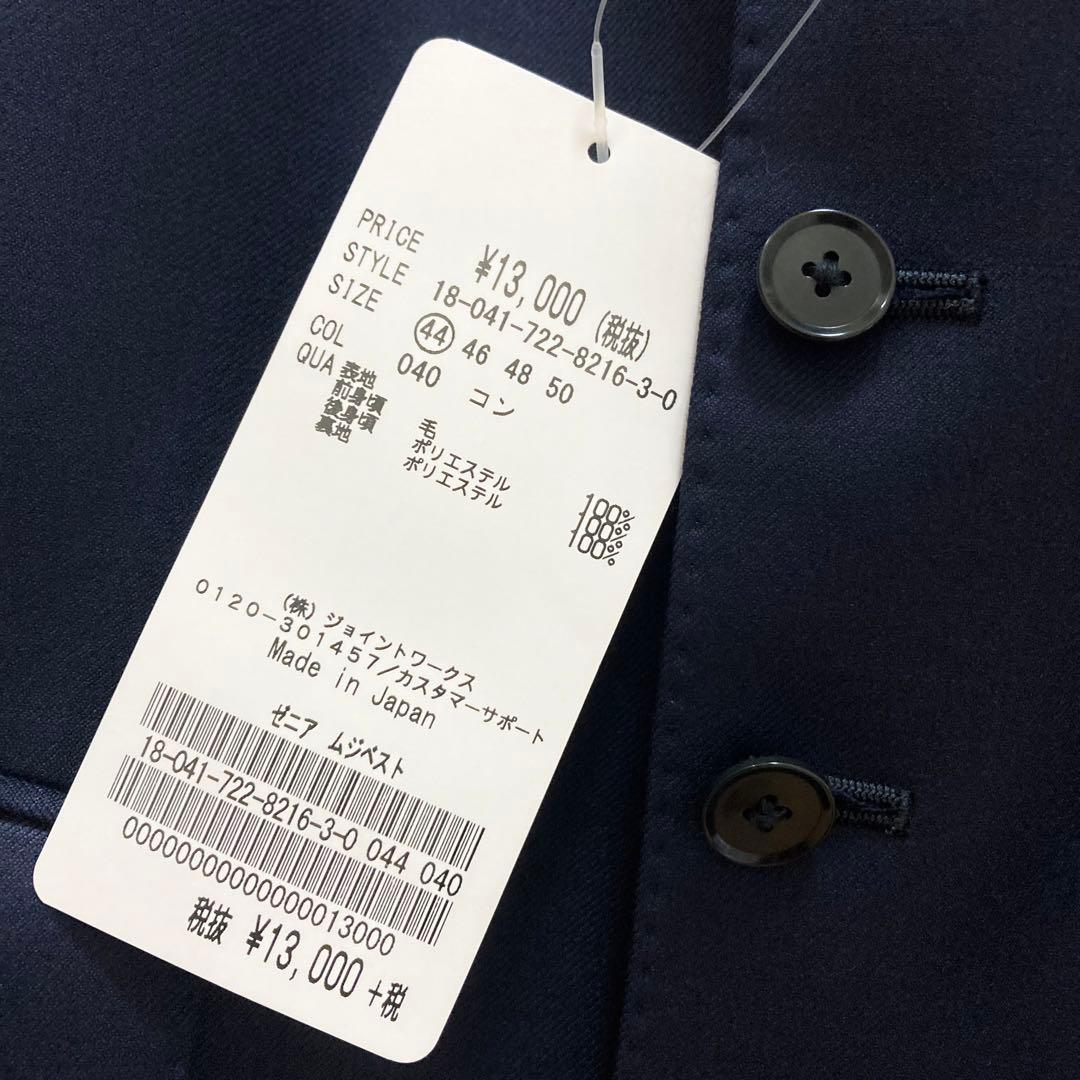 PRICE ¥13,000 (税抜)
STYLE 18-041-722-8216-3-0
SIZE 44 46 48 50
COL 040 コン
QUA 表地
前身頃 毛 100%
後身頃 ポリエステル 100%
裏地 ポリエステル 100%
(株)ジョイントワークス
0120-301457/カスタマーサポート
Made in Japan
ゼニア ムジベスト
18-041-722-8216-3-0 044 040
0000000000000013000
税抜 ¥13,000 +税